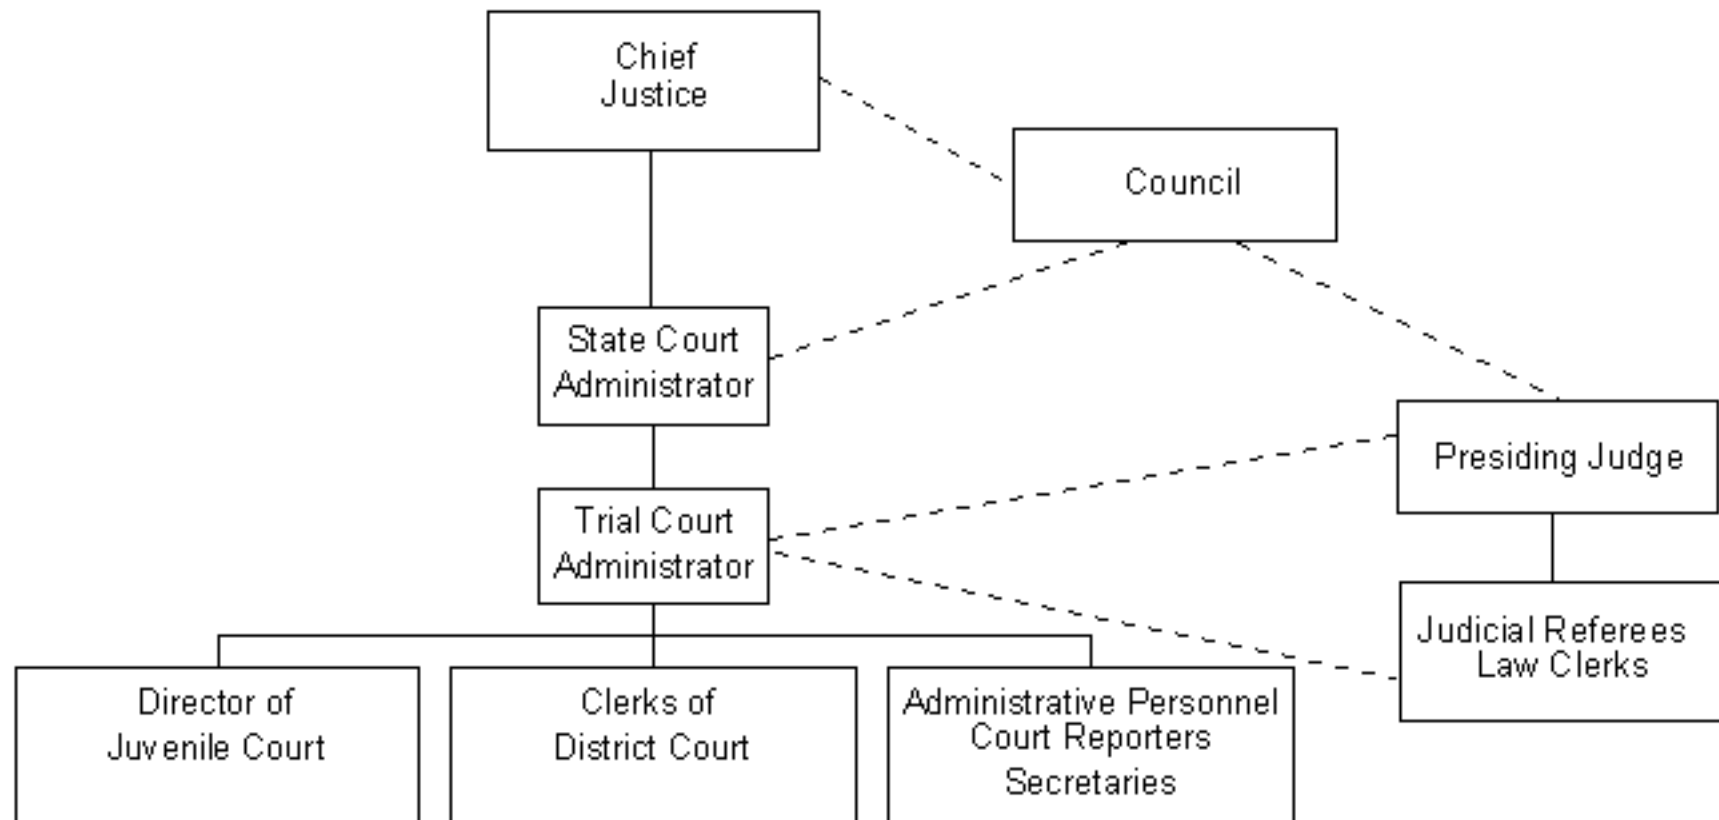 Chief
Justice
Council
State Court
Administrator
Presiding Judge
Trial Court
Administrator
Judicial Referees
Law Clerks
Director of
Juvenile Court
Clerks of
District Court
Administrative Personnel
Court Reporters
Secretaries